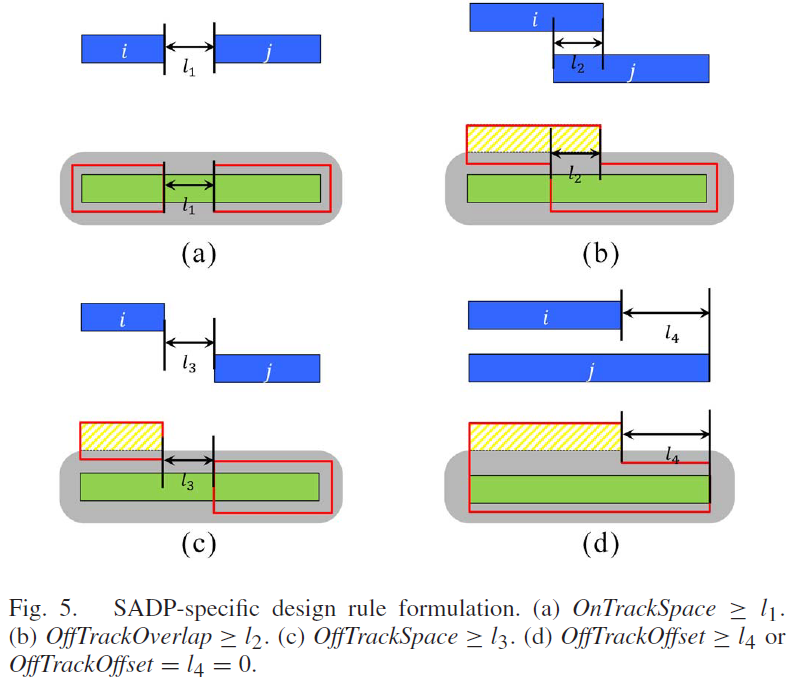 i
j
l₁
l₁
(a)
i
l₂
j
l₂
(b)
i
l₃
j
l₃
(c)
i
l₄
j
l₄
(d)
Fig. 5. SADP-specific design rule formulation. (a) OnTrackSpace ≥ l₁.
(b) OffTrackOverlap ≥ l₂. (c) OffTrackSpace ≥ l₃. (d) OffTrackOffset ≥ l₄ or
OffTrackOffset = l₄ = 0.